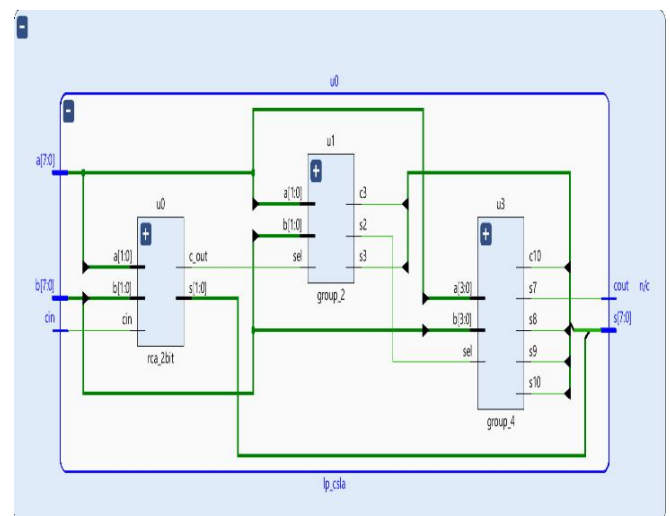 u0
a[7:0]
b[7:0]
cin
u0
a[1:0]
b[1:0]
cin
c_out
s[1:0]
rca_2bit
u1
a[1:0]
b[1:0]
sel
c3
s2
s3
group_2
u3
a[3:0]
b[3:0]
sel
c10
s7
s8
s9
s10
group_4
cout n/c
s[7:0]
lp_csla